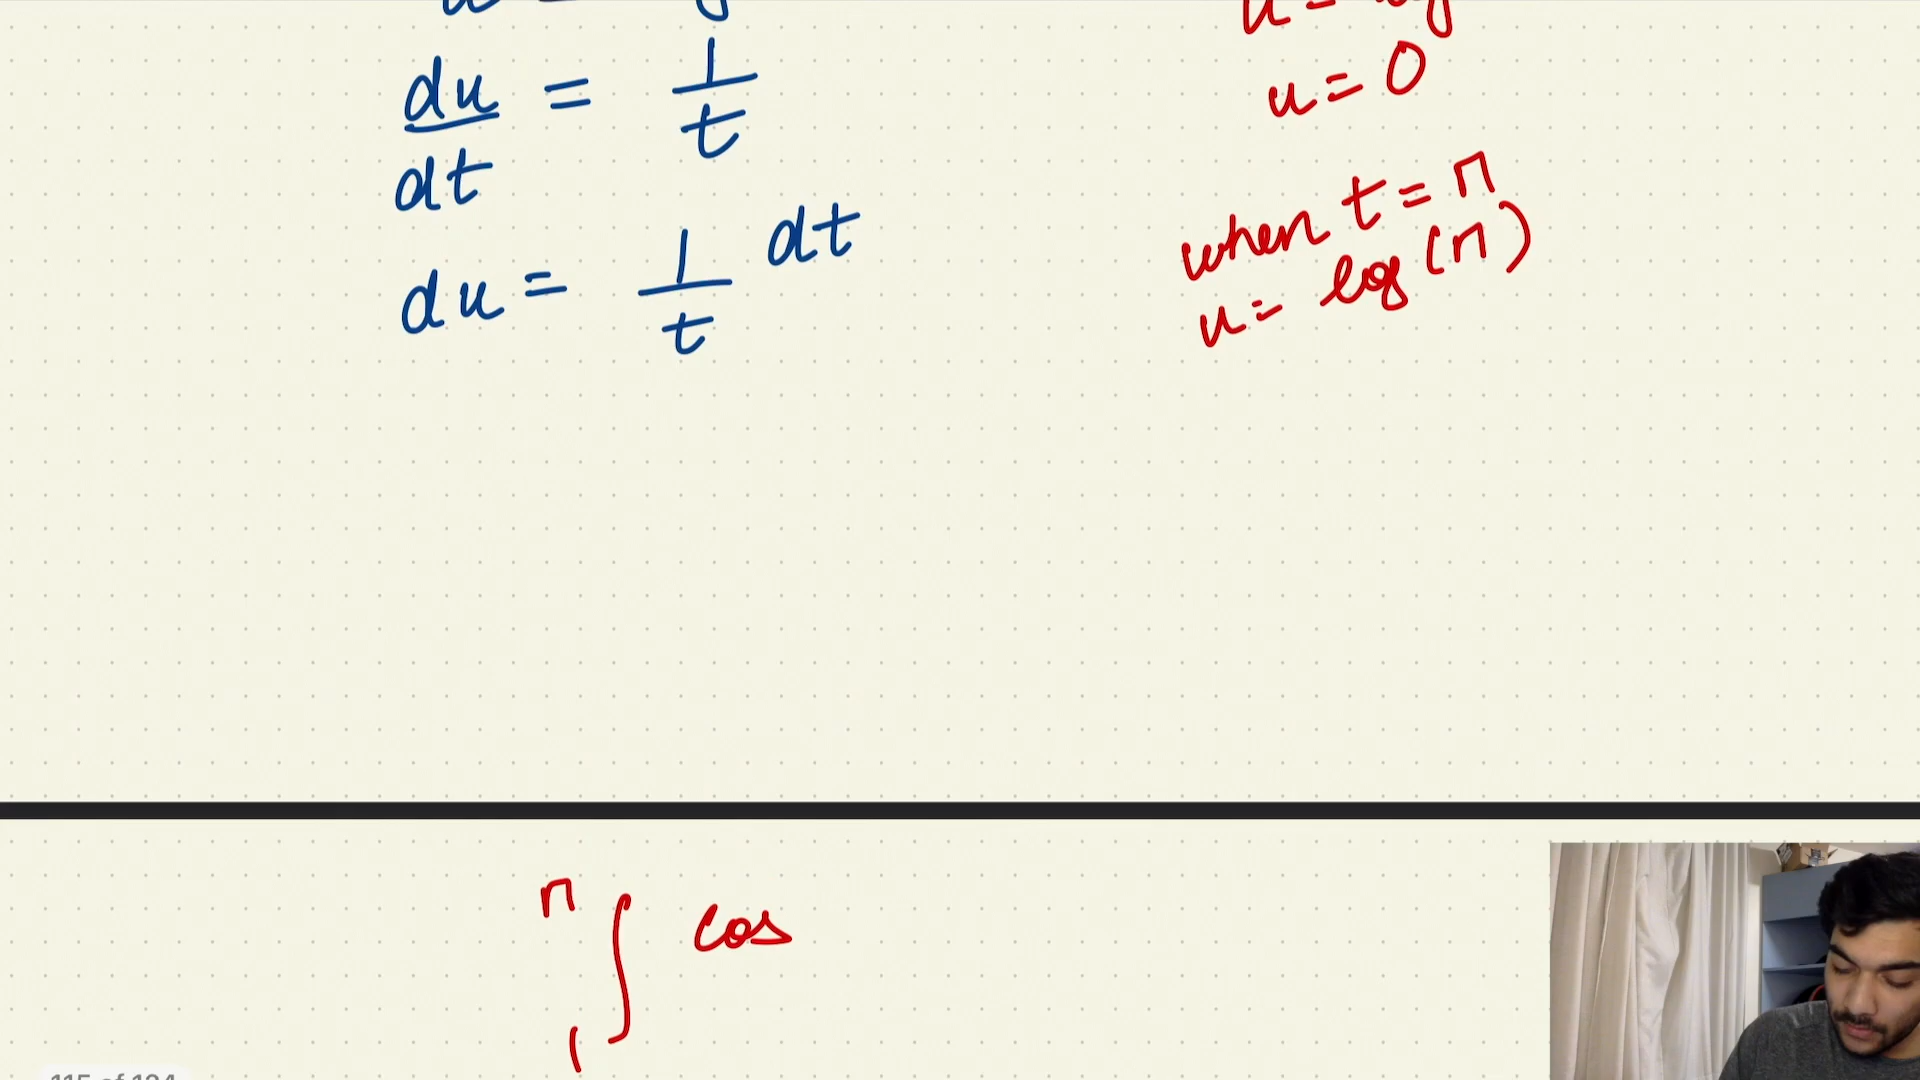 du/dt = 1/t
du = 1/t dt
u = 0
when t = n
u = log(n)
n
∫ cos
1